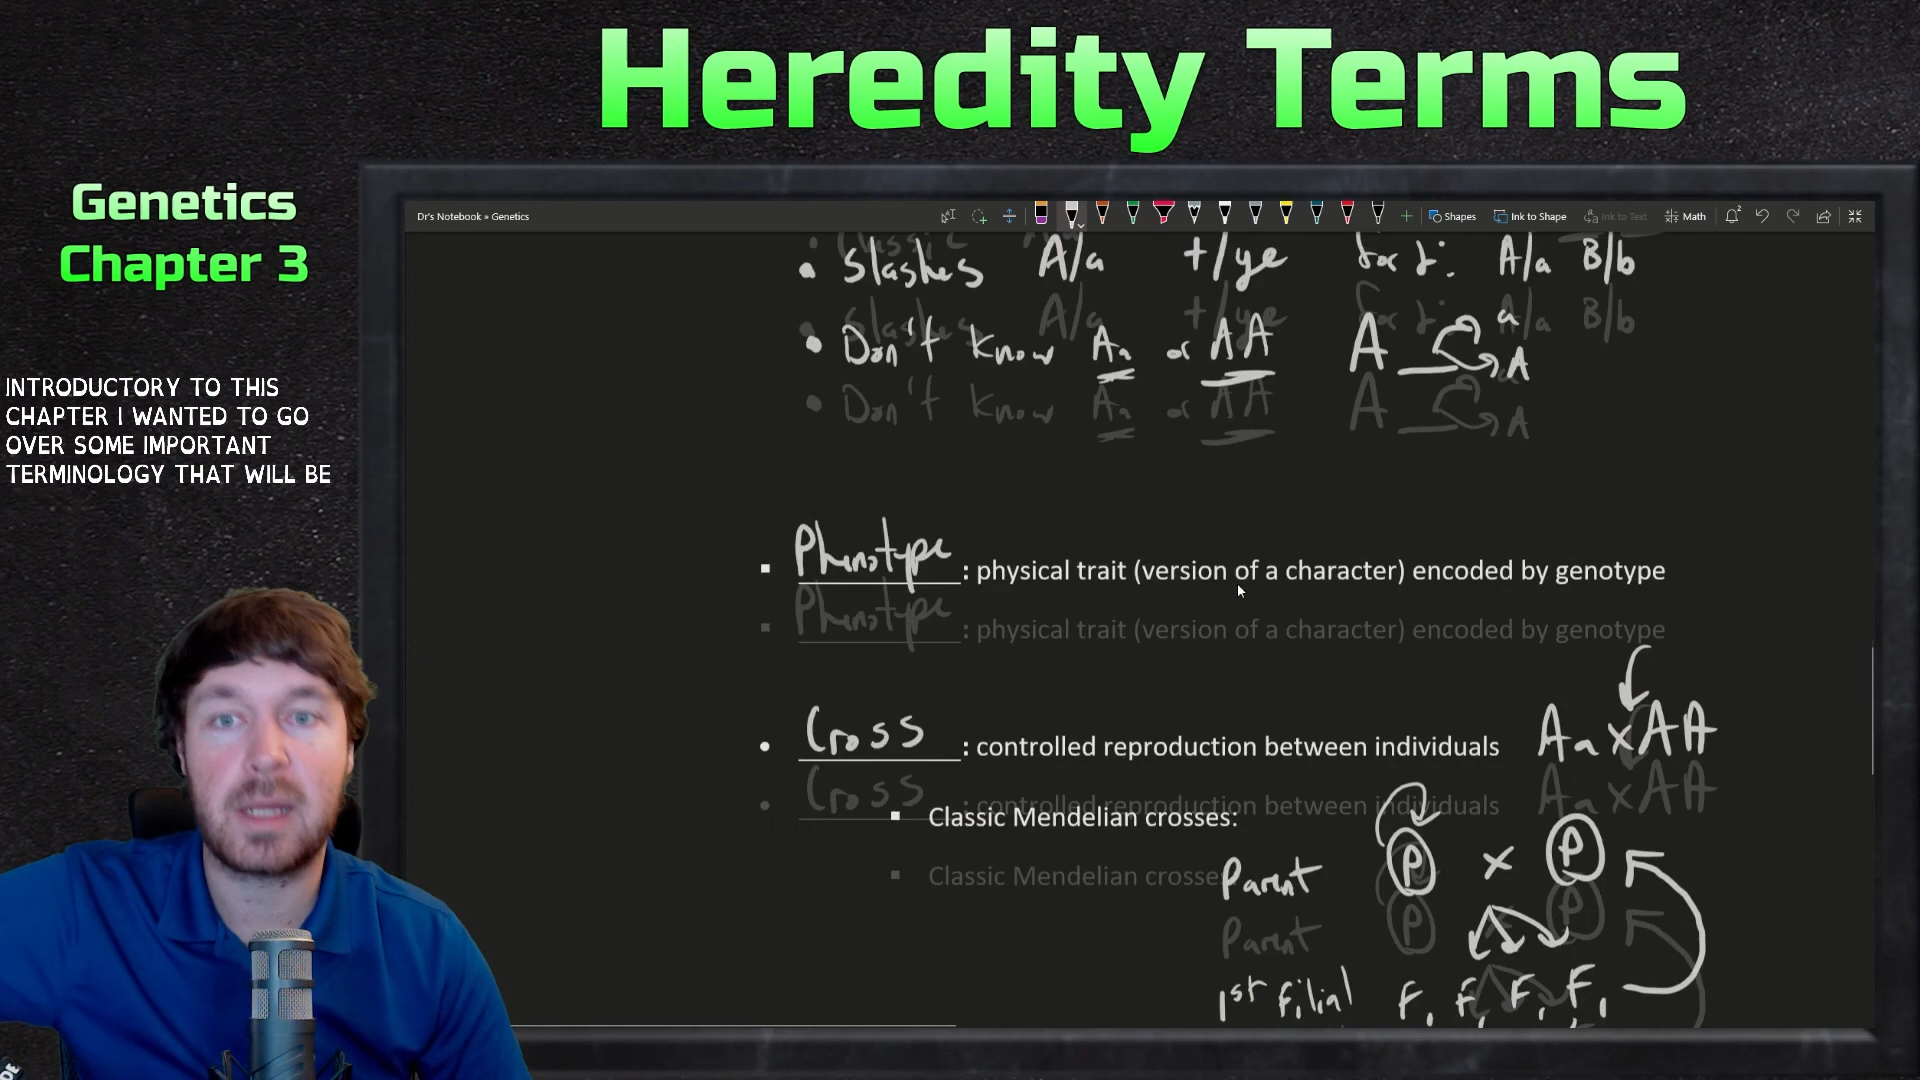 Heredity Terms
Genetics
Chapter 3
INTRODUCTORY TO THIS
CHAPTER I WANTED TO GO
OVER SOME IMPORTANT
TERMINOLOGY THAT WILL BE
Dr's Notebook » Genetics
Shapes
Ink to Shape
Ink to Text
Math
• Slashes A/a +/ye for 2: A/a B/b
• Don't know Aa or AA A_ a A
Phenotype: physical trait (version of a character) encoded by genotype
• Cross: controlled reproduction between individuals Aa x AA
Classic Mendelian crosses:
Parent P x P
1st Filial F1 F1 F1 F1